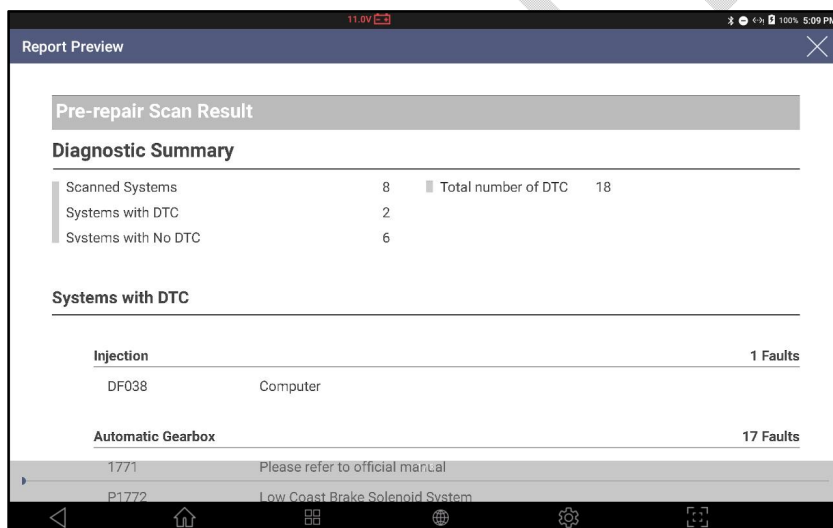 11.0V
100% 5:09 PM
Report Preview
Pre-repair Scan Result
Diagnostic Summary
Scanned Systems 8 Total number of DTC 18
Systems with DTC 2
Systems with No DTC 6
Systems with DTC
Injection 1 Faults
DF038 Computer
Automatic Gearbox 17 Faults
1771 Please refer to official manual
P1772 Low Coast Brake Solenoid System